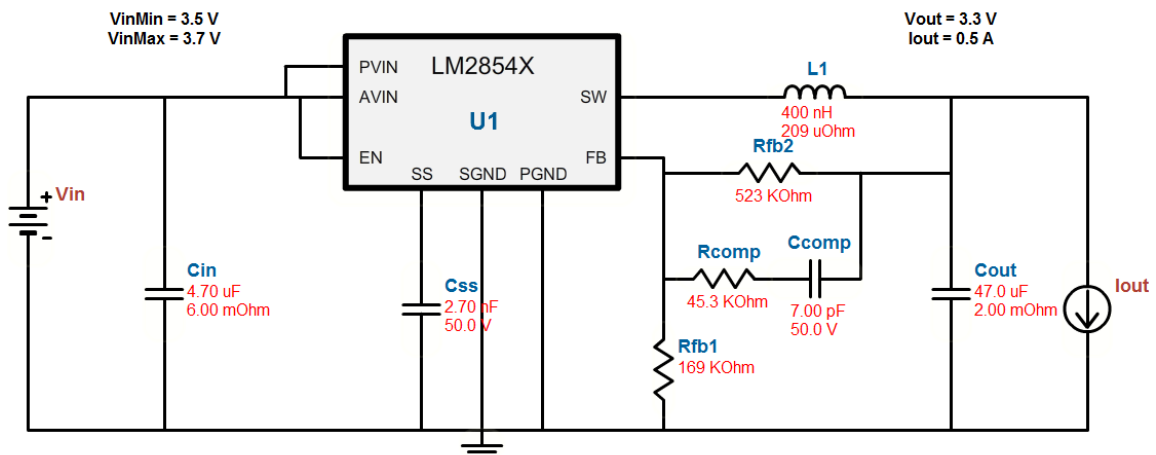 VinMin = 3.5 V
VinMax = 3.7 V
Vout = 3.3 V
Iout = 0.5 A
PVIN
LM2854X
AVIN
SW
U1
EN
FB
SS
SGND
PGND
L1
400 nH
209 uOhm
Rfb2
523 KOhm
+
Vin
-
Rcomp
45.3 KOhm
Ccomp
7.00 pF
50.0 V
Cin
4.70 uF
6.00 mOhm
Css
2.70 nF
50.0 V
Cout
47.0 uF
2.00 mOhm
Iout
Rfb1
169 KOhm